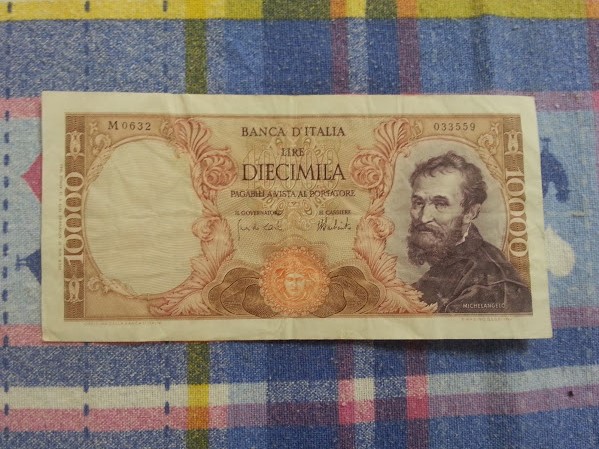 M 0632
033559
BANCA D'ITALIA
LIRE
DIECIMILA
PAGABILI A VISTA AL PORTATORE
IL GOVERNATORE IL CASSIERE
10000
10000
MICHELANGELO